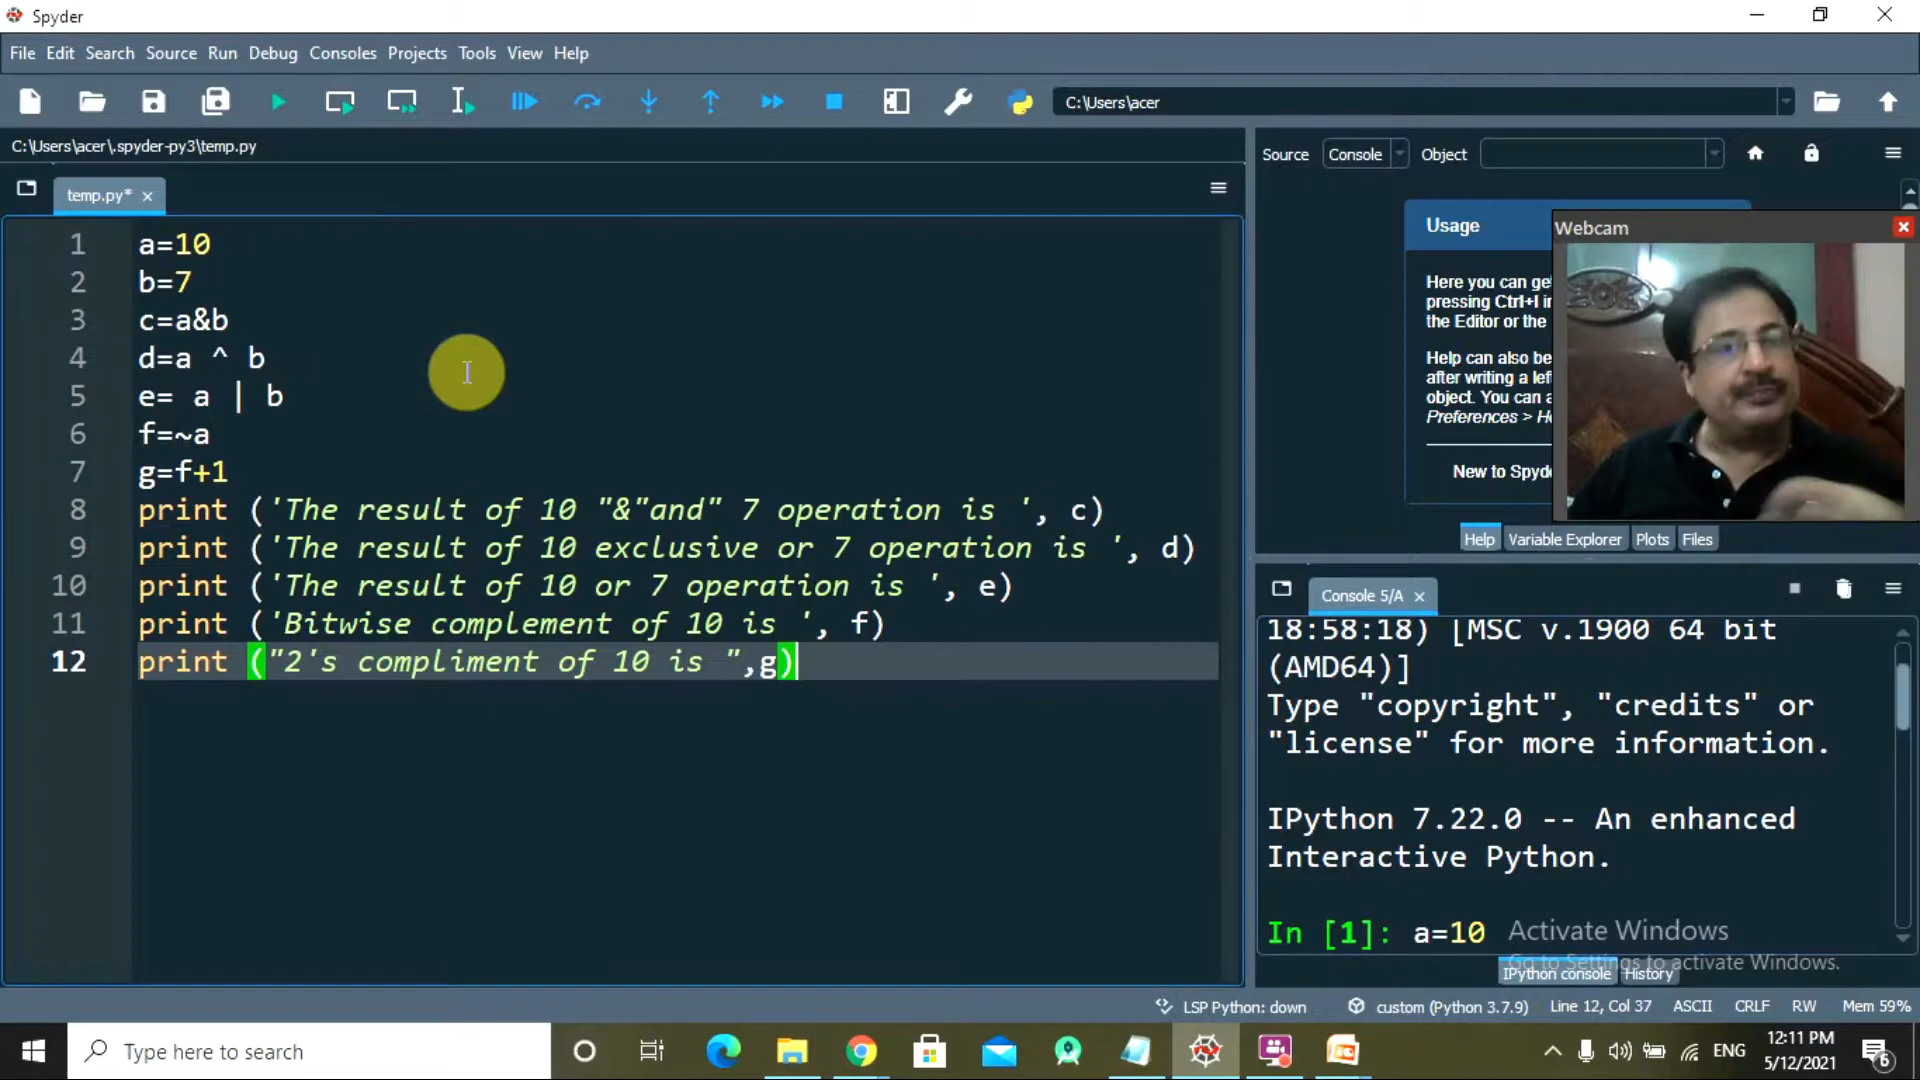 Spyder
File Edit Search Source Run Debug Consoles Projects Tools View Help
C:\Users\acer
C:\Users\acer\.spyder-py3\temp.py
Source Console Object
temp.py*
1 a=10
2 b=7
3 c=a&b
4 d=a ^ b
5 e= a | b
6 f=~a
7 g=f+1
8 print ('The result of 10 "&"and" 7 operation is ', c)
9 print ('The result of 10 exclusive or 7 operation is ', d)
10 print ('The result of 10 or 7 operation is ', e)
11 print ('Bitwise complement of 10 is ', f)
12 print ("2's compliment of 10 is ",g)
Usage
Here you can ge
pressing Ctrl+I in
the Editor or the
Help can also be
after writing a left
object. You can a
Preferences > He
New to Spyde
Webcam
Help Variable Explorer Plots Files
Console 5/A
18:58:18) [MSC v.1900 64 bit
(AMD64)]
Type "copyright", "credits" or
"license" for more information.
IPython 7.22.0 -- An enhanced
Interactive Python.
In [1]: a=10
Activate Windows
Go to Settings to activate Windows.
IPython console History
LSP Python: down custom (Python 3.7.9) Line 12, Col 37 ASCII CRLF RW Mem 59%
Type here to search
ENG
12:11 PM
5/12/2021
6